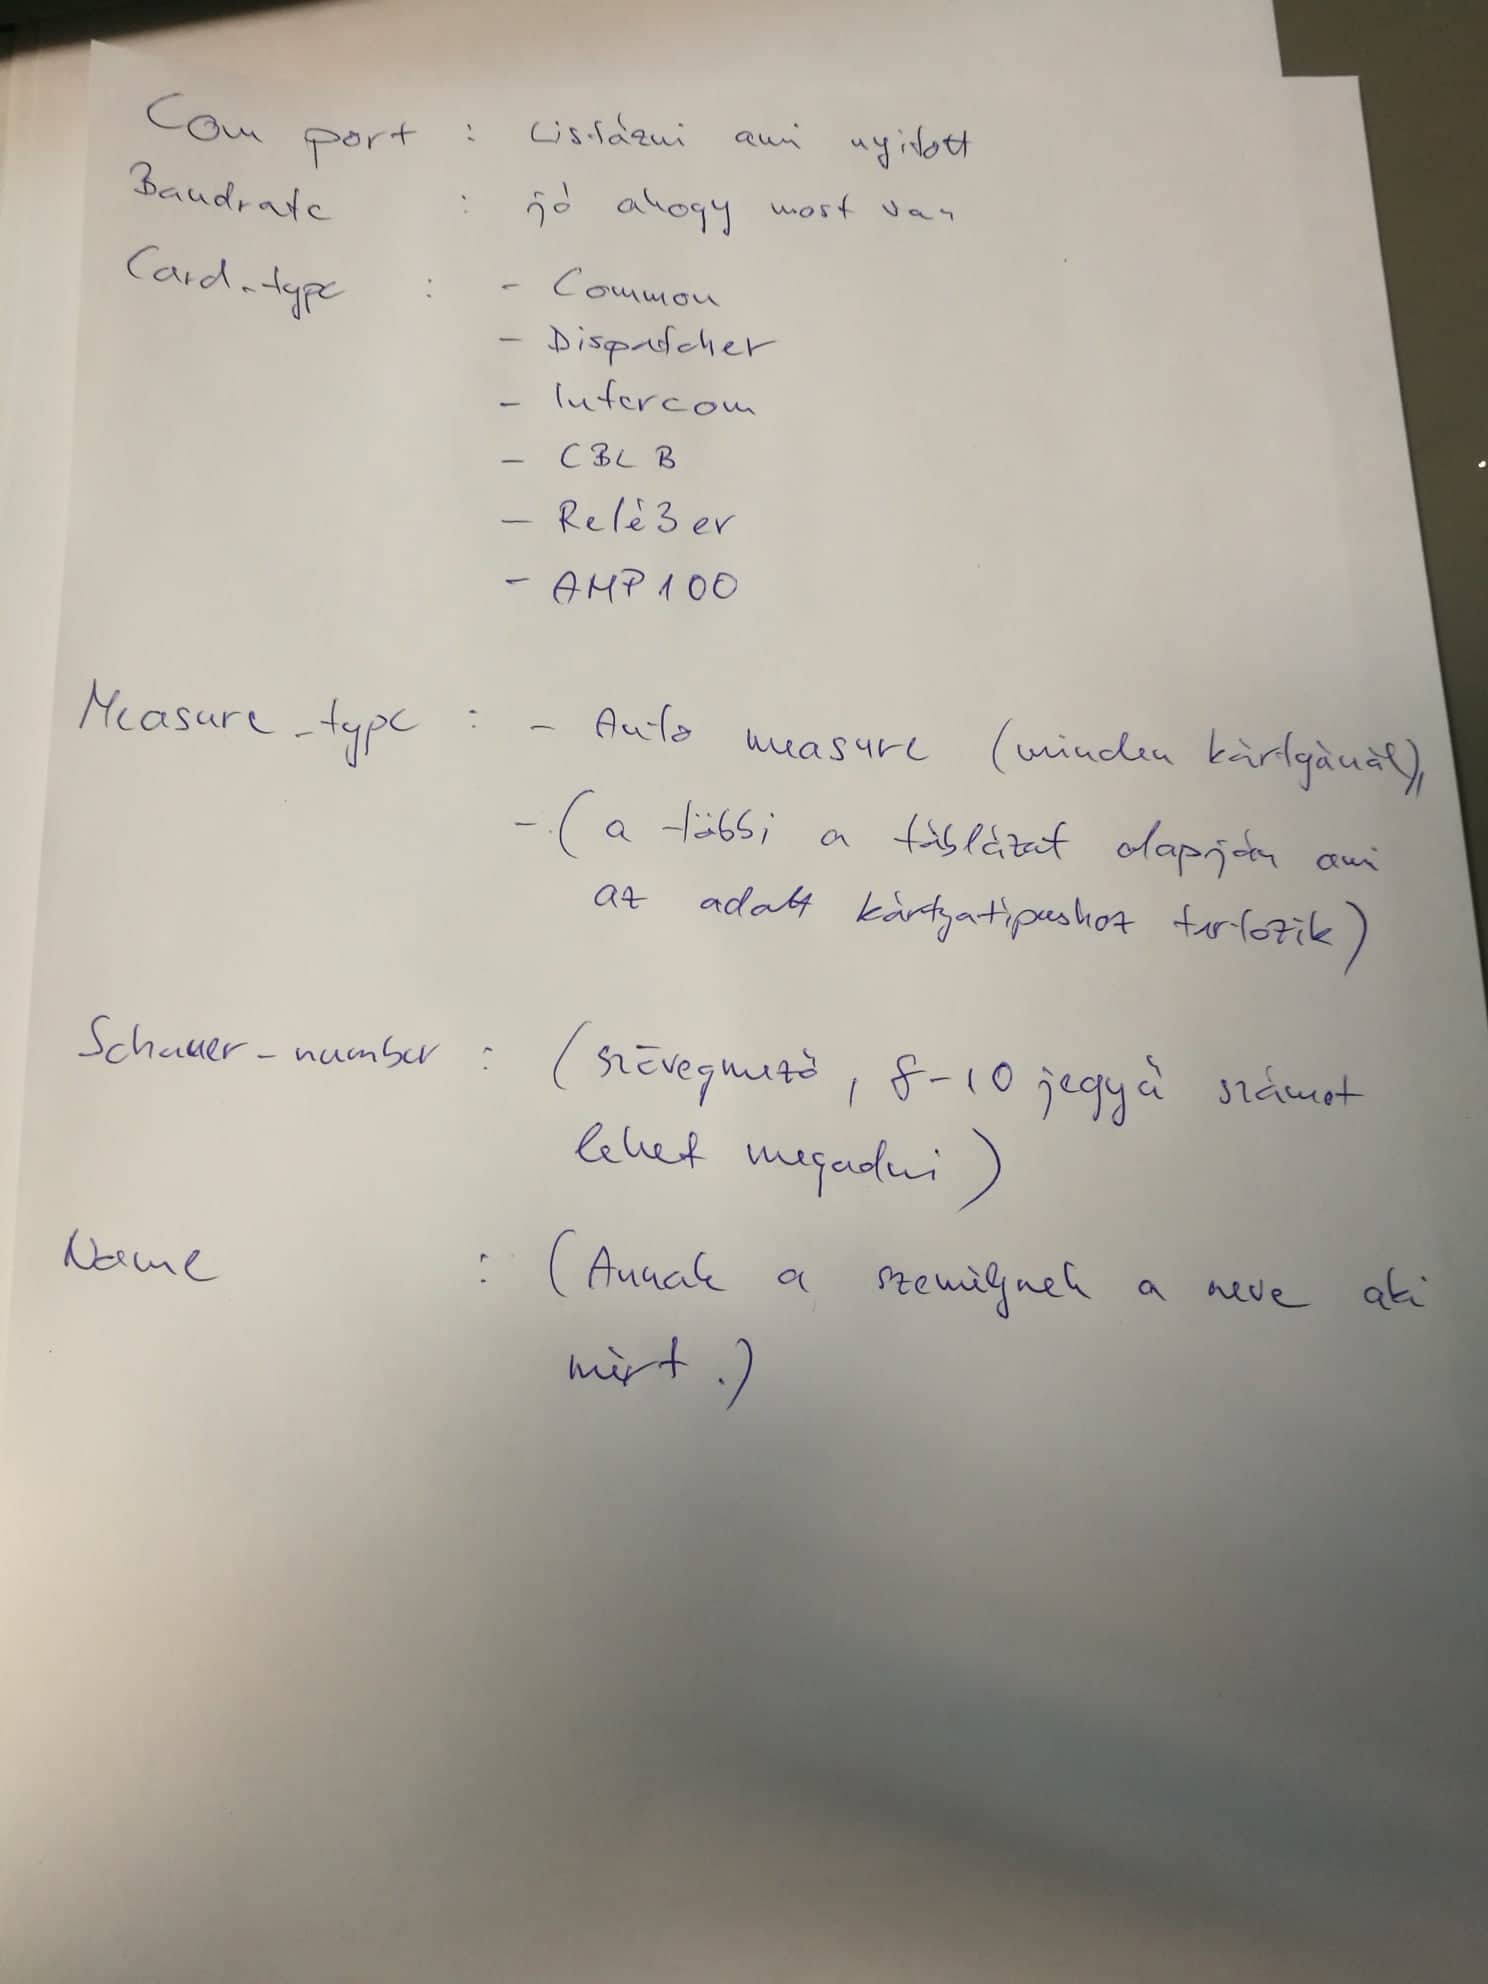 Com port : Listázni ami nyitott
Baudrate : jó ahogy most van
Card_type : - Common
- Dispatcher
- Intercom
- CBLB
- Relé3er
- AMP100
Measure_type : - Auto measure (minden kártyánál),
- (a többi a táblázat alapján ami
az adott kártyatipushoz tartozik)
Schauer-number : (szövegmező, 8-10 jegyű számot
lehet megadni)
Name : (Annak a személynek a neve aki
mért.)